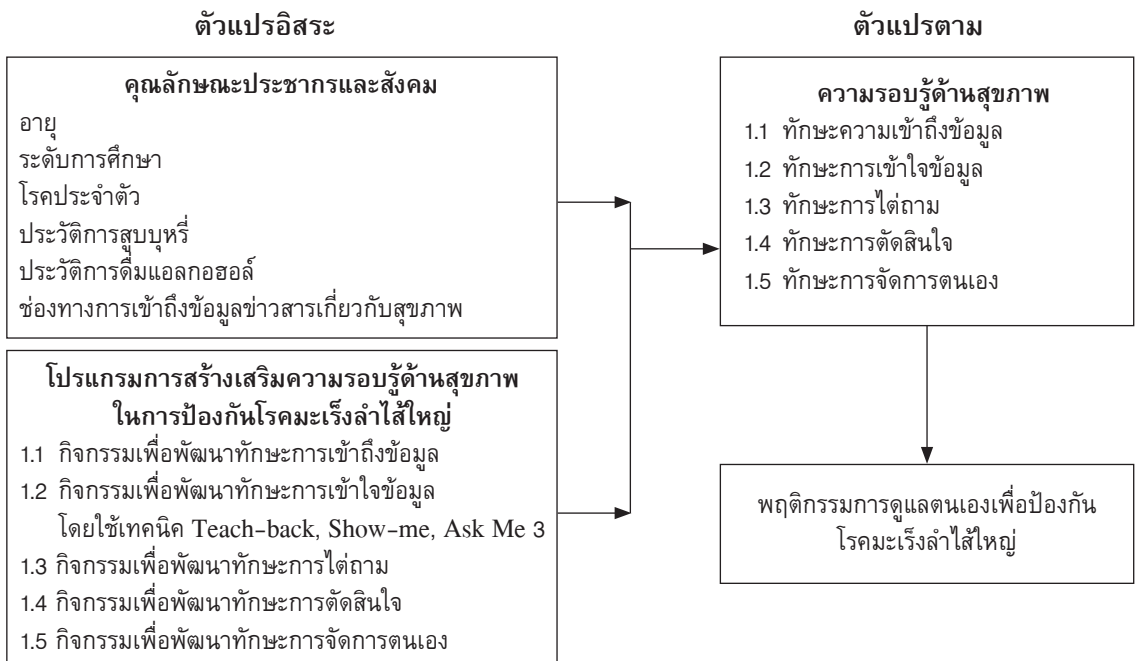 ตัวแปรอิสระ
คุณลักษณะประชากรและสังคม
อายุ
ระดับการศึกษา
โรคประจำตัว
ประวัติการสูบบุหรี่
ประวัติการดื่มแอลกอฮอล์
ช่องทางการเข้าถึงข้อมูลข่าวสารเกี่ยวกับสุขภาพ
โปรแกรมการสร้างเสริมความรอบรู้ด้านสุขภาพ
ในการป้องกันโรคมะเร็งลำไส้ใหญ่
1.1 กิจกรรมเพื่อพัฒนาทักษะการเข้าถึงข้อมูล
1.2 กิจกรรมเพื่อพัฒนาทักษะการเข้าใจข้อมูล
โดยใช้เทคนิค Teach-back, Show-me, Ask Me 3
1.3 กิจกรรมเพื่อพัฒนาทักษะการไต่ถาม
1.4 กิจกรรมเพื่อพัฒนาทักษะการตัดสินใจ
1.5 กิจกรรมเพื่อพัฒนาทักษะการจัดการตนเอง
ตัวแปรตาม
ความรอบรู้ด้านสุขภาพ
1.1 ทักษะความเข้าถึงข้อมูล
1.2 ทักษะการเข้าใจข้อมูล
1.3 ทักษะการไต่ถาม
1.4 ทักษะการตัดสินใจ
1.5 ทักษะการจัดการตนเอง
พฤติกรรมการดูแลตนเองเพื่อป้องกัน
โรคมะเร็งลำไส้ใหญ่